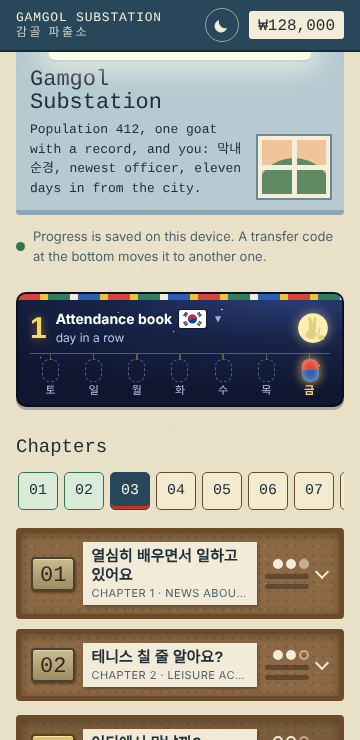 GAMGOL SUBSTATION
감골 파출소
₩128,000
Gamgol
Substation
Population 412, one goat
with a record, and you: 막내
순경, newest officer, eleven
days in from the city.
Progress is saved on this device. A transfer code
at the bottom moves it to another one.
1 Attendance book
day in a row
토 일 월 화 수 목 금
Chapters
01 02 03 04 05 06 07
01
열심히 배우면서 일하고
있어요
CHAPTER 1 · NEWS ABOU...
02
테니스 칠 줄 알아요?
CHAPTER 2 · LEISURE AC...